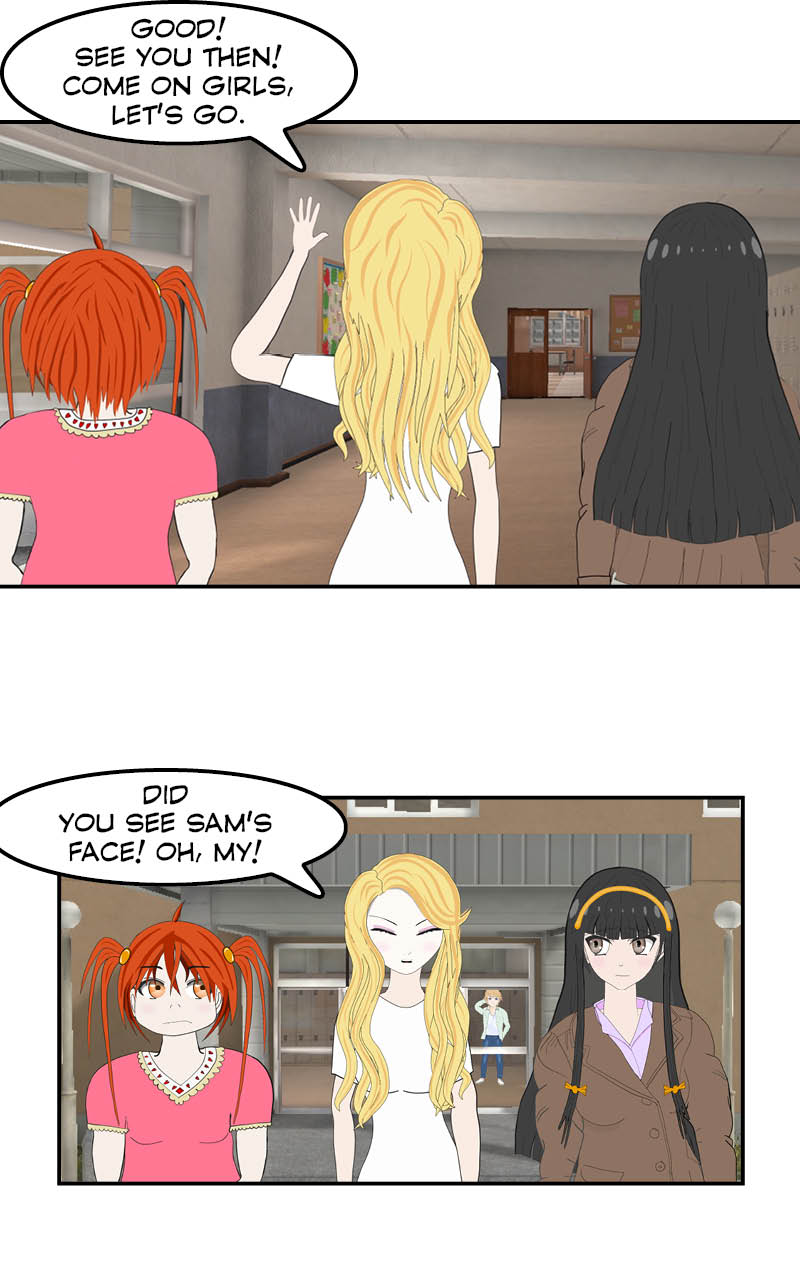 GOOD!
SEE YOU THEN!
COME ON GIRLS,
LET'S GO.
DID
YOU SEE SAM'S
FACE! OH, MY!